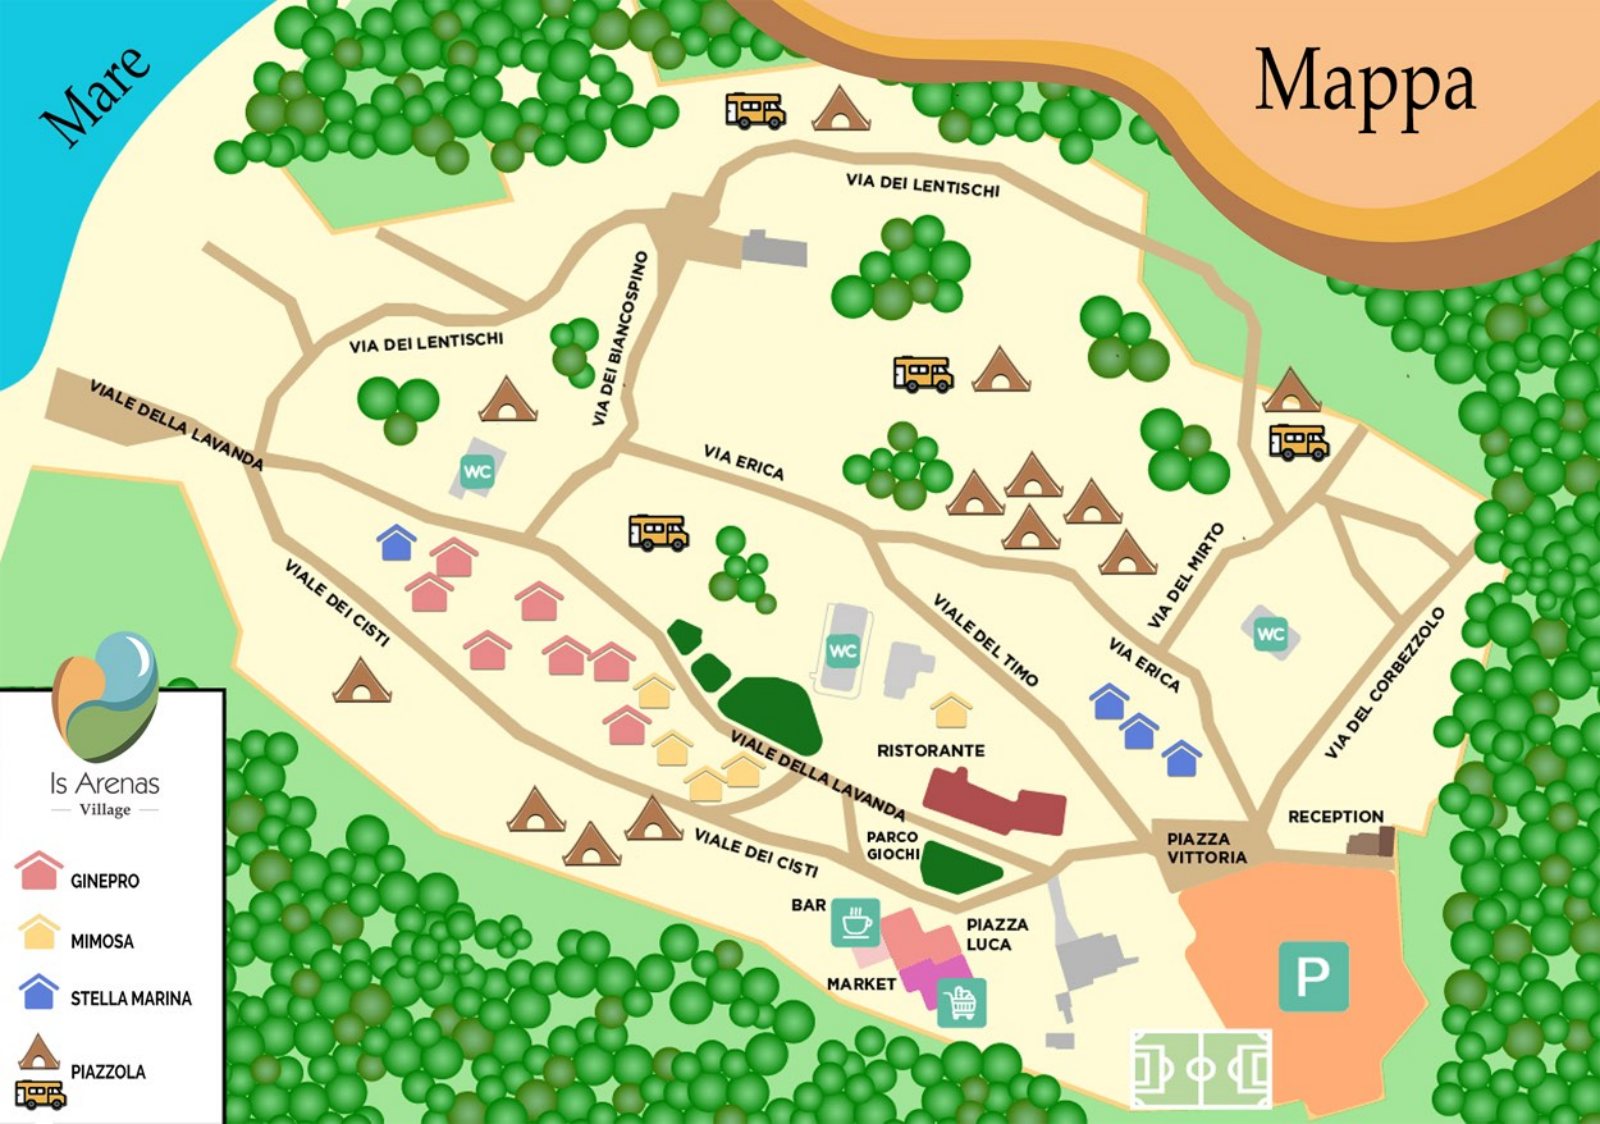 Mare
Mappa
VIA DEI LENTISCHI
VIA DEI BIANCOSPINO
VIA DEI LENTISCHI
VIALE DELLA LAVANDA
VIA ERICA
WC
VIALE DEI CISTI
VIA DEL MIRTO
VIALE DEL TIMO
VIA ERICA
WC
WC
VIA DEL CORBEZZOLO
VIALE DELLA LAVANDA
RISTORANTE
VIALE DEI CISTI
PARCO
GIOCHI
PIAZZA
VITTORIA
RECEPTION
BAR
PIAZZA
LUCA
MARKET
P
Is Arenas
Village
GINEPRO
MIMOSA
STELLA MARINA
PIAZZOLA